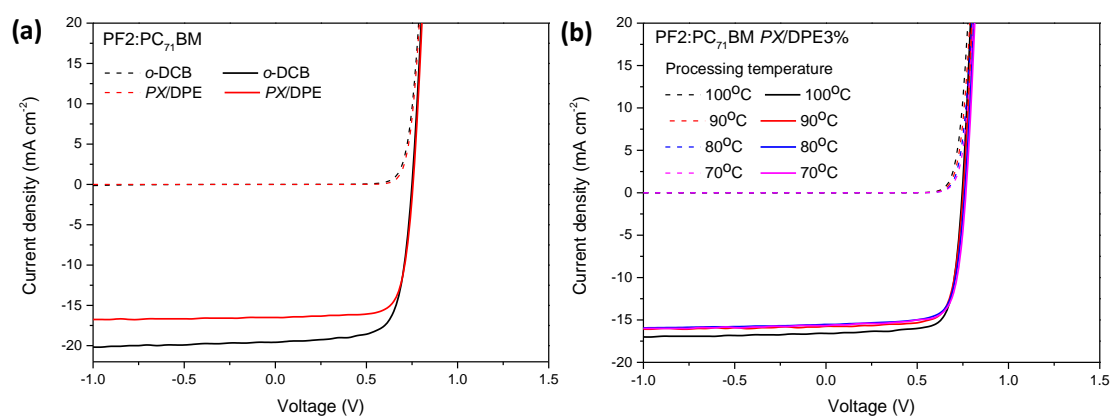 (a)
PF2:PC71BM
o-DCB o-DCB
PX/DPE PX/DPE
20
15
10
5
0
-5
-10
-15
-20
Current density (mA cm-2)
-1.0 -0.5 0.0 0.5 1.0 1.5
Voltage (V)
(b)
PF2:PC71BM PX/DPE3%
Processing temperature
100OC 100OC
90OC 90OC
80OC 80OC
70OC 70OC
20
15
10
5
0
-5
-10
-15
-20
Current density (mA cm-2)
-1.0 -0.5 0.0 0.5 1.0 1.5
Voltage (V)